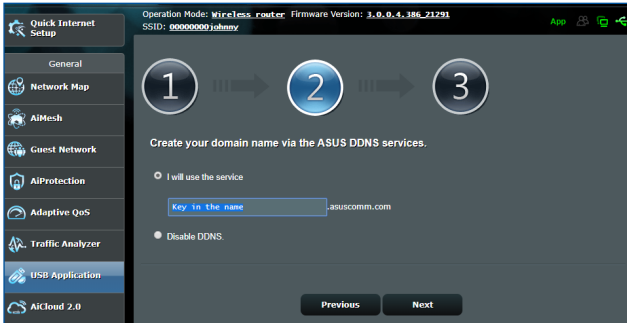 Quick Internet
Setup
General
Network Map
AiMesh
Guest Network
AiProtection
Adaptive QoS
Traffic Analyzer
USB Application
AiCloud 2.0
Operation Mode: Wireless router Firmware Version: 3.0.0.4.386_21291
SSID: 00000000johnny
App
1
2
3
Create your domain name via the ASUS DDNS services.
I will use the service
Key in the name .asuscomm.com
Disable DDNS.
Previous Next